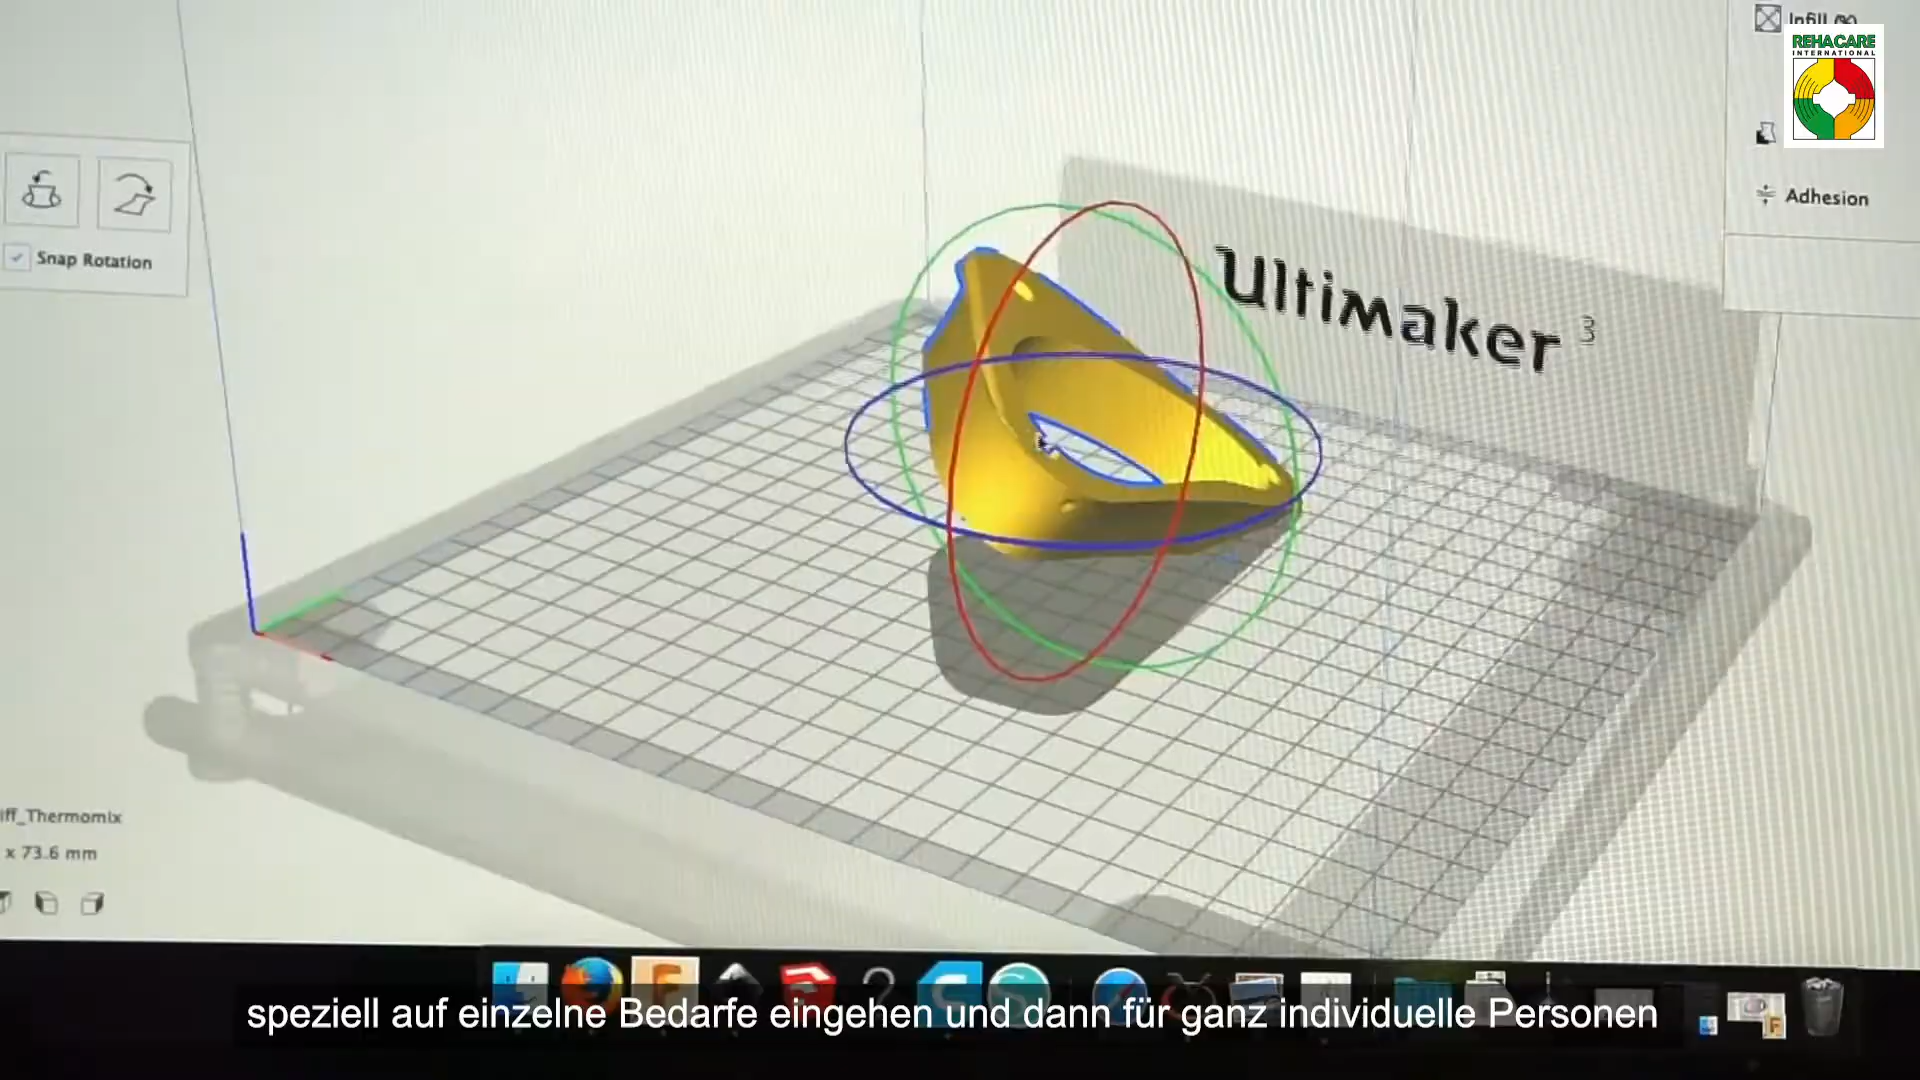 Infill
REHACARE
INTERNATIONAL
Adhesion
Snap Rotation
Ultimaker 3
iff_Thermomix
x 73.6 mm
speziell auf einzelne Bedarfe eingehen und dann für ganz individuelle Personen